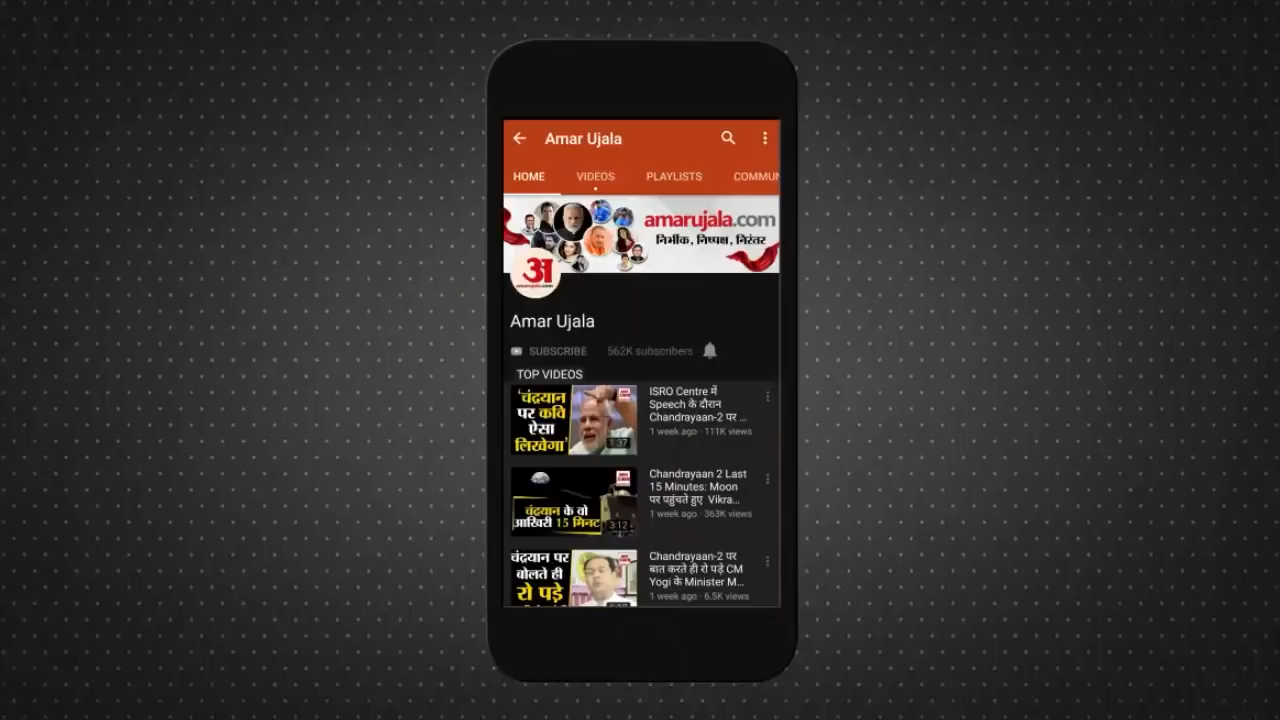 Amar Ujala
HOME VIDEOS PLAYLISTS COMMUN
amarujala.com
निर्भीक, निष्पक्ष, निरंतर
अ
amarujala.com
Amar Ujala
SUBSCRIBE 562K subscribers
TOP VIDEOS
'चंद्रयान
पर कवि
ऐसा
लिखेगा'
1:37
ISRO Centre में
Speech के दौरान
Chandrayaan-2 पर ...
1 week ago · 111K views
चंद्रयान के वो
आखिरी 15 मिनट
3:12
Chandrayaan 2 Last
15 Minutes: Moon
पर पहुंचते हुए Vikra...
1 week ago · 363K views
चंद्रयान पर
बोलते ही
रो पड़े
Chandrayaan-2 पर
बात करते ही रो पड़े CM
Yogi के Minister M...
1 week ago · 6.5K views